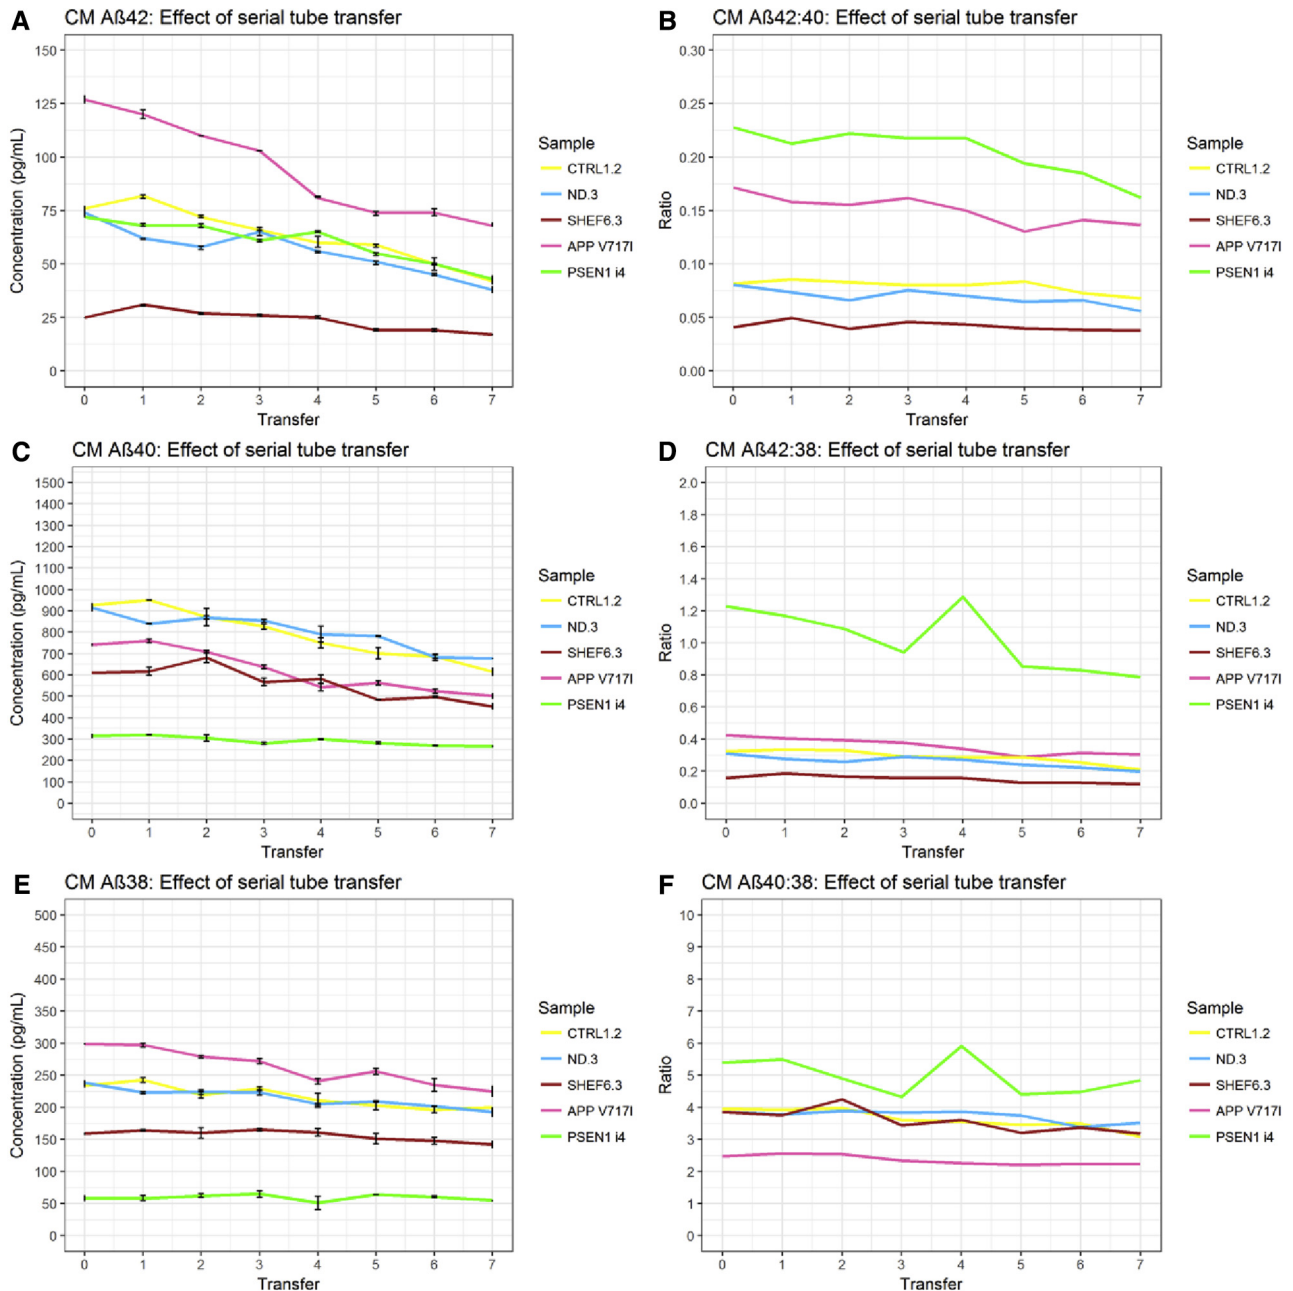 A
CM Aß42: Effect of serial tube transfer
Concentration (pg/mL)
150
125
100
75
50
25
0
0 1 2 3 4 5 6 7
Transfer
Sample
CTRL1.2
ND.3
SHEF6.3
APP V717I
PSEN1 i4
B
CM Aß42:40: Effect of serial tube transfer
Ratio
0.30
0.25
0.20
0.15
0.10
0.05
0.00
0 1 2 3 4 5 6 7
Transfer
Sample
CTRL1.2
ND.3
SHEF6.3
APP V717I
PSEN1 i4
C
CM Aß40: Effect of serial tube transfer
Concentration (pg/mL)
1500
1400
1300
1200
1100
1000
900
800
700
600
500
400
300
200
100
0
0 1 2 3 4 5 6 7
Transfer
Sample
CTRL1.2
ND.3
SHEF6.3
APP V717I
PSEN1 i4
D
CM Aß42:38: Effect of serial tube transfer
Ratio
2.0
1.8
1.6
1.4
1.2
1.0
0.8
0.6
0.4
0.2
0.0
0 1 2 3 4 5 6 7
Transfer
Sample
CTRL1.2
ND.3
SHEF6.3
APP V717I
PSEN1 i4
E
CM Aß38: Effect of serial tube transfer
Concentration (pg/mL)
500
450
400
350
300
250
200
150
100
50
0
0 1 2 3 4 5 6 7
Transfer
Sample
CTRL1.2
ND.3
SHEF6.3
APP V717I
PSEN1 i4
F
CM Aß40:38: Effect of serial tube transfer
Ratio
10
9
8
7
6
5
4
3
2
1
0
0 1 2 3 4 5 6 7
Transfer
Sample
CTRL1.2
ND.3
SHEF6.3
APP V717I
PSEN1 i4